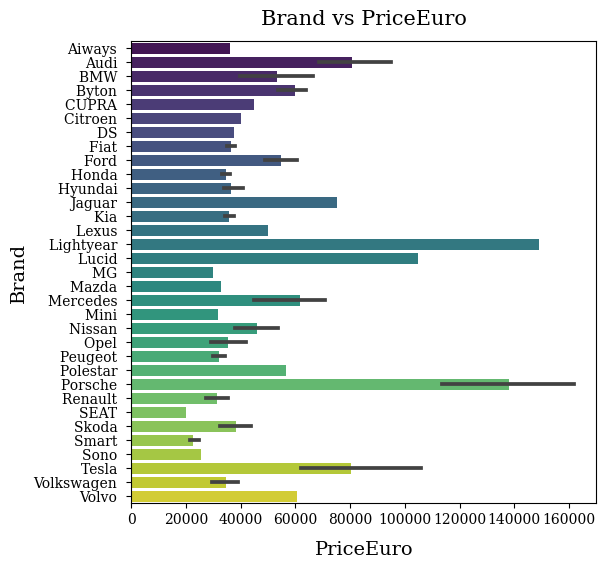 Brand vs PriceEuro
Aiways
Audi
BMW
Byton
CUPRA
Citroen
DS
Fiat
Ford
Honda
Hyundai
Jaguar
Kia
Lexus
Lightyear
Lucid
MG
Mazda
Mercedes
Mini
Nissan
Opel
Peugeot
Polestar
Porsche
Renault
SEAT
Skoda
Smart
Sono
Tesla
Volkswagen
Volvo
Brand
0 20000 40000 60000 80000 100000 120000 140000 160000
PriceEuro